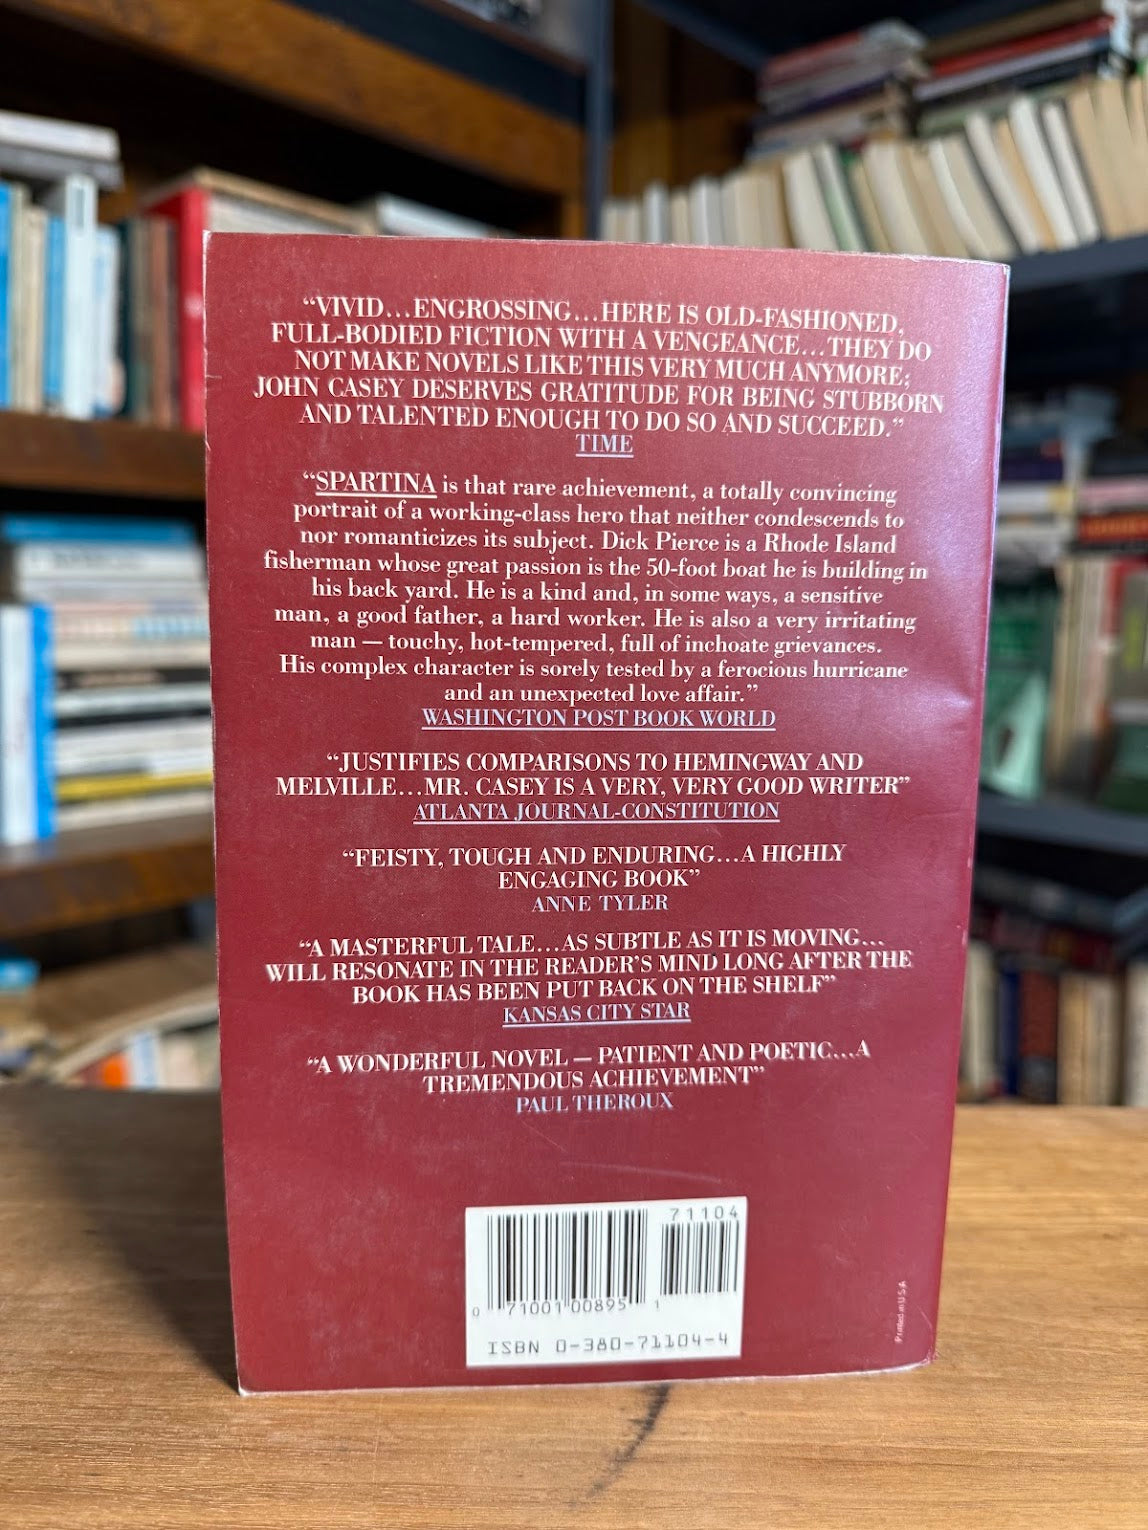 “VIVID...ENGROSSING...HERE IS OLD-FASHIONED,
FULL-BODIED FICTION WITH A VENGEANCE...THEY DO
NOT MAKE NOVELS LIKE THIS VERY MUCH ANYMORE;
JOHN CASEY DESERVES GRATITUDE FOR BEING STUBBORN
AND TALENTED ENOUGH TO DO SO AND SUCCEED.”
TIME
“SPARTINA is that rare achievement, a totally convincing
portrait of a working-class hero that neither condescends to
nor romanticizes its subject. Dick Pierce is a Rhode Island
fisherman whose great passion is the 50-foot boat he is building in
his back yard. He is a kind and, in some ways, a sensitive
man, a good father, a hard worker. He is also a very irritating
man — touchy, hot-tempered, full of inchoate grievances.
His complex character is sorely tested by a ferocious hurricane
and an unexpected love affair.”
WASHINGTON POST BOOK WORLD
“JUSTIFIES COMPARISONS TO HEMINGWAY AND
MELVILLE...MR. CASEY IS A VERY, VERY GOOD WRITER”
ATLANTA JOURNAL-CONSTITUTION
“FEISTY, TOUGH AND ENDURING...A HIGHLY
ENGAGING BOOK”
ANNE TYLER
“A MASTERFUL TALE...AS SUBTLE AS IT IS MOVING...
WILL RESONATE IN THE READER’S MIND LONG AFTER THE
BOOK HAS BEEN PUT BACK ON THE SHELF”
KANSAS CITY STAR
“A WONDERFUL NOVEL — PATIENT AND POETIC...A
TREMENDOUS ACHIEVEMENT”
PAUL THEROUX
71104
0 71001 00895 1
ISBN 0-380-71104-4
Printed in U.S.A